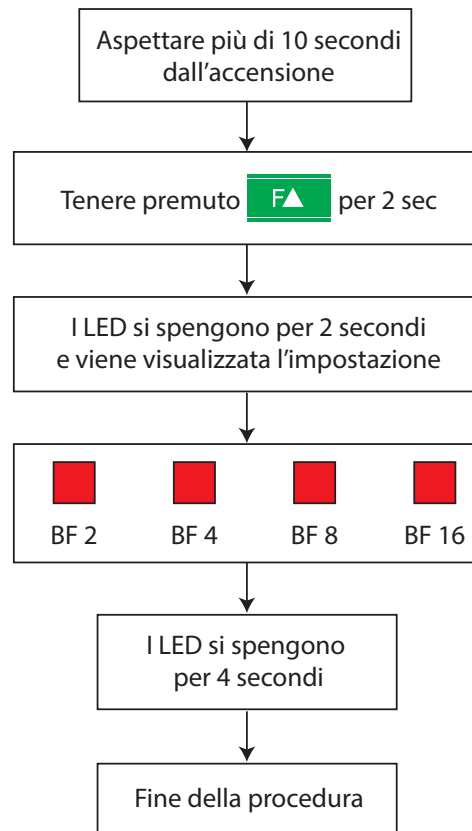 Aspettare più di 10 secondi
dall'accensione
Tenere premuto F▲ per 2 sec
I LED si spengono per 2 secondi
e viene visualizzata l'impostazione
BF 2 BF 4 BF 8 BF 16
I LED si spengono
per 4 secondi
Fine della procedura